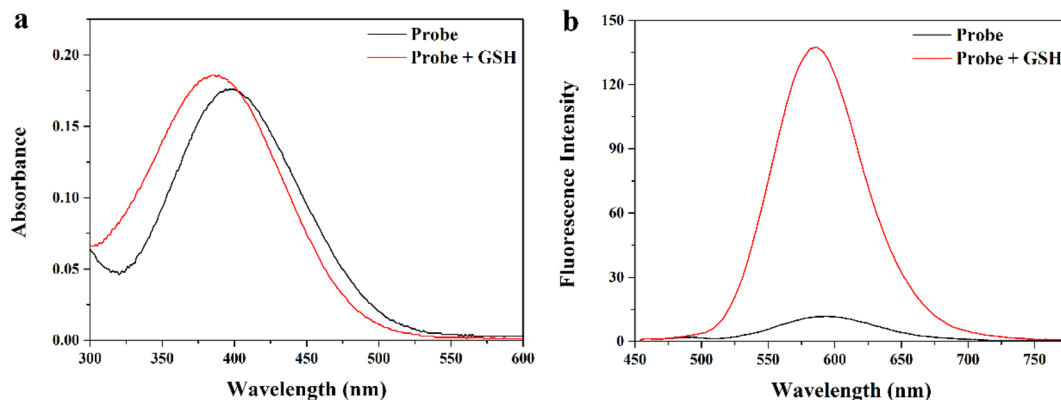 a
Probe
Probe + GSH
0.20
0.15
0.10
0.05
0.00
Absorbance
300 350 400 450 500 550 600
Wavelength (nm)
b
Probe
Probe + GSH
150
120
90
60
30
0
Fluorescence Intensity
450 500 550 600 650 700 750
Wavelength (nm)